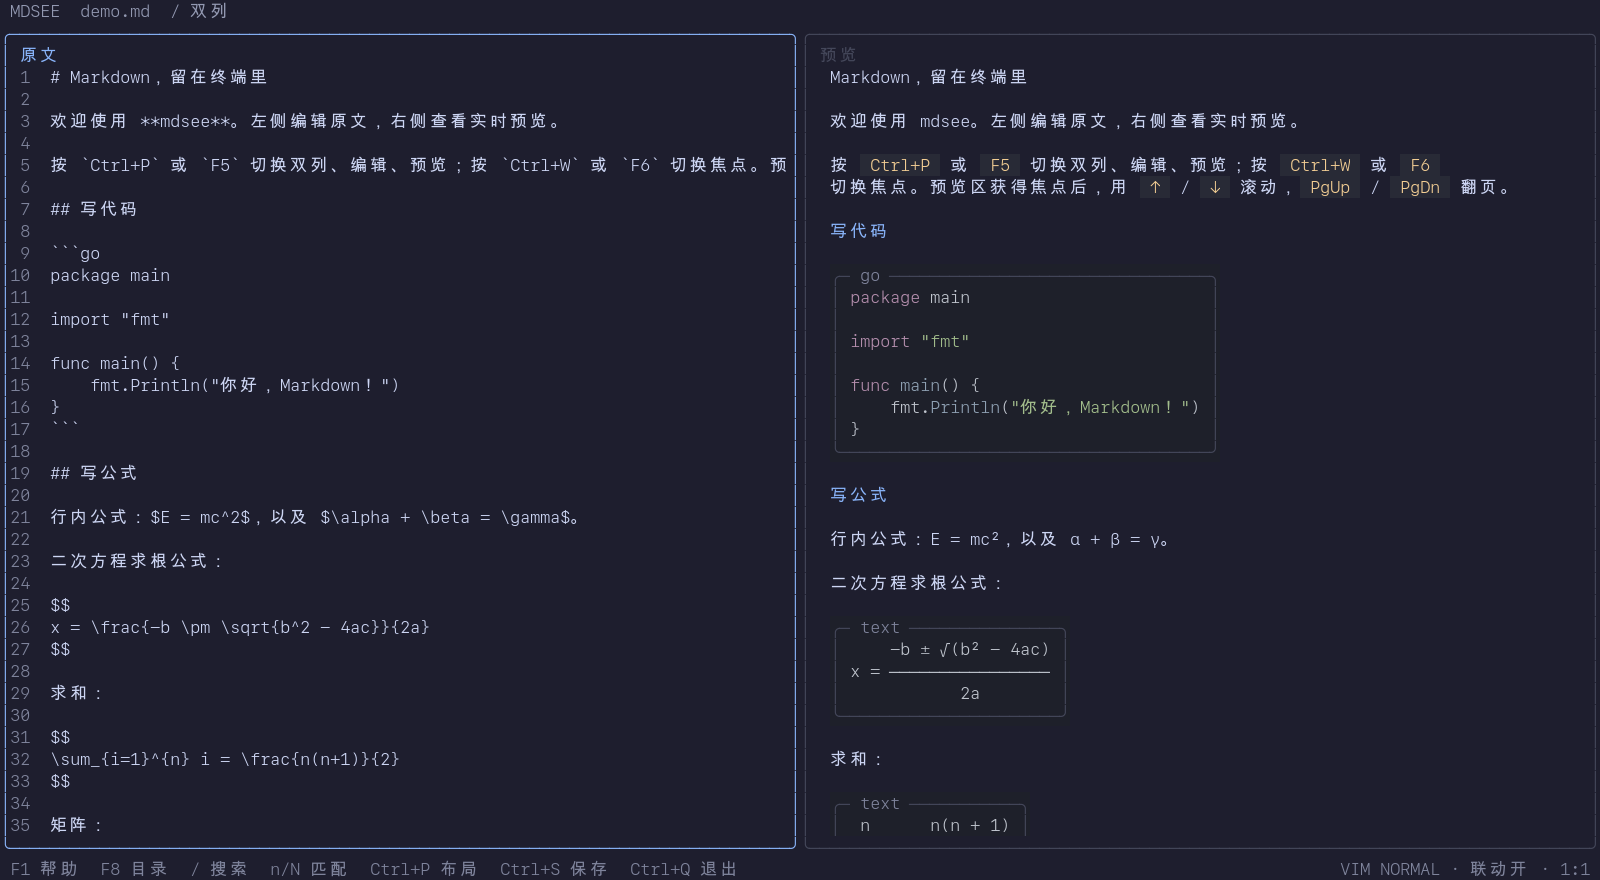 MDSEE  demo.md  / 双列
原文
1 # Markdown，留在终端里
2
3 欢迎使用 **mdsee**。左侧编辑原文，右侧查看实时预览。
4
5 按 `Ctrl+P` 或 `F5` 切换双列、编辑、预览；按 `Ctrl+W` 或 `F6` 切换焦点。预
6
7 ## 写代码
8
9 ```go
10 package main
11
12 import "fmt"
13
14 func main() {
15     fmt.Println("你好，Markdown！")
16 }
17 ```
18
19 ## 写公式
20
21 行内公式：$E = mc^2$，以及 $\alpha + \beta = \gamma$。
22
23 二次方程求根公式：
24
25 $$
26 x = \frac{-b \pm \sqrt{b^2 - 4ac}}{2a}
27 $$
28
29 求和：
30
31 $$
32 \sum_{i=1}^{n} i = \frac{n(n+1)}{2}
33 $$
34
35 矩阵：
预览
Markdown，留在终端里
欢迎使用 mdsee。左侧编辑原文，右侧查看实时预览。
按 Ctrl+P 或 F5 切换双列、编辑、预览；按 Ctrl+W 或 F6
切换焦点。预览区获得焦点后，用 ↑ / ↓ 滚动，PgUp / PgDn 翻页。
写代码
go
package main
import "fmt"
func main() {
    fmt.Println("你好，Markdown！")
}
写公式
行内公式：E = mc²，以及 α + β = γ。
二次方程求根公式：
text
−b ± √(b² − 4ac)
x = ────────────────
2a
求和：
text
n      n(n + 1)
F1 帮助  F8 目录  / 搜索  n/N 匹配  Ctrl+P 布局  Ctrl+S 保存  Ctrl+Q 退出
VIM NORMAL · 联动开 · 1:1